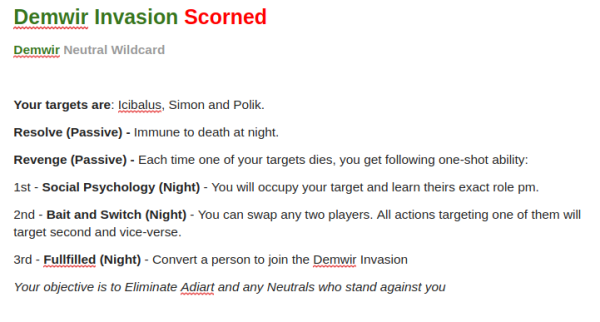 Demwir Invasion Scorned
Demwir Neutral Wildcard
Your targets are: Icibalus, Simon and Polik.
Resolve (Passive) - Immune to death at night.
Revenge (Passive) - Each time one of your targets dies, you get following one-shot ability:
1st - Social Psychology (Night) - You will occupy your target and learn theirs exact role pm.
2nd - Bait and Switch (Night) - You can swap any two players. All actions targeting one of them will
target second and vice-verse.
3rd - Fullfilled (Night) - Convert a person to join the Demwir Invasion
Your objective is to Eliminate Adiart and any Neutrals who stand against you